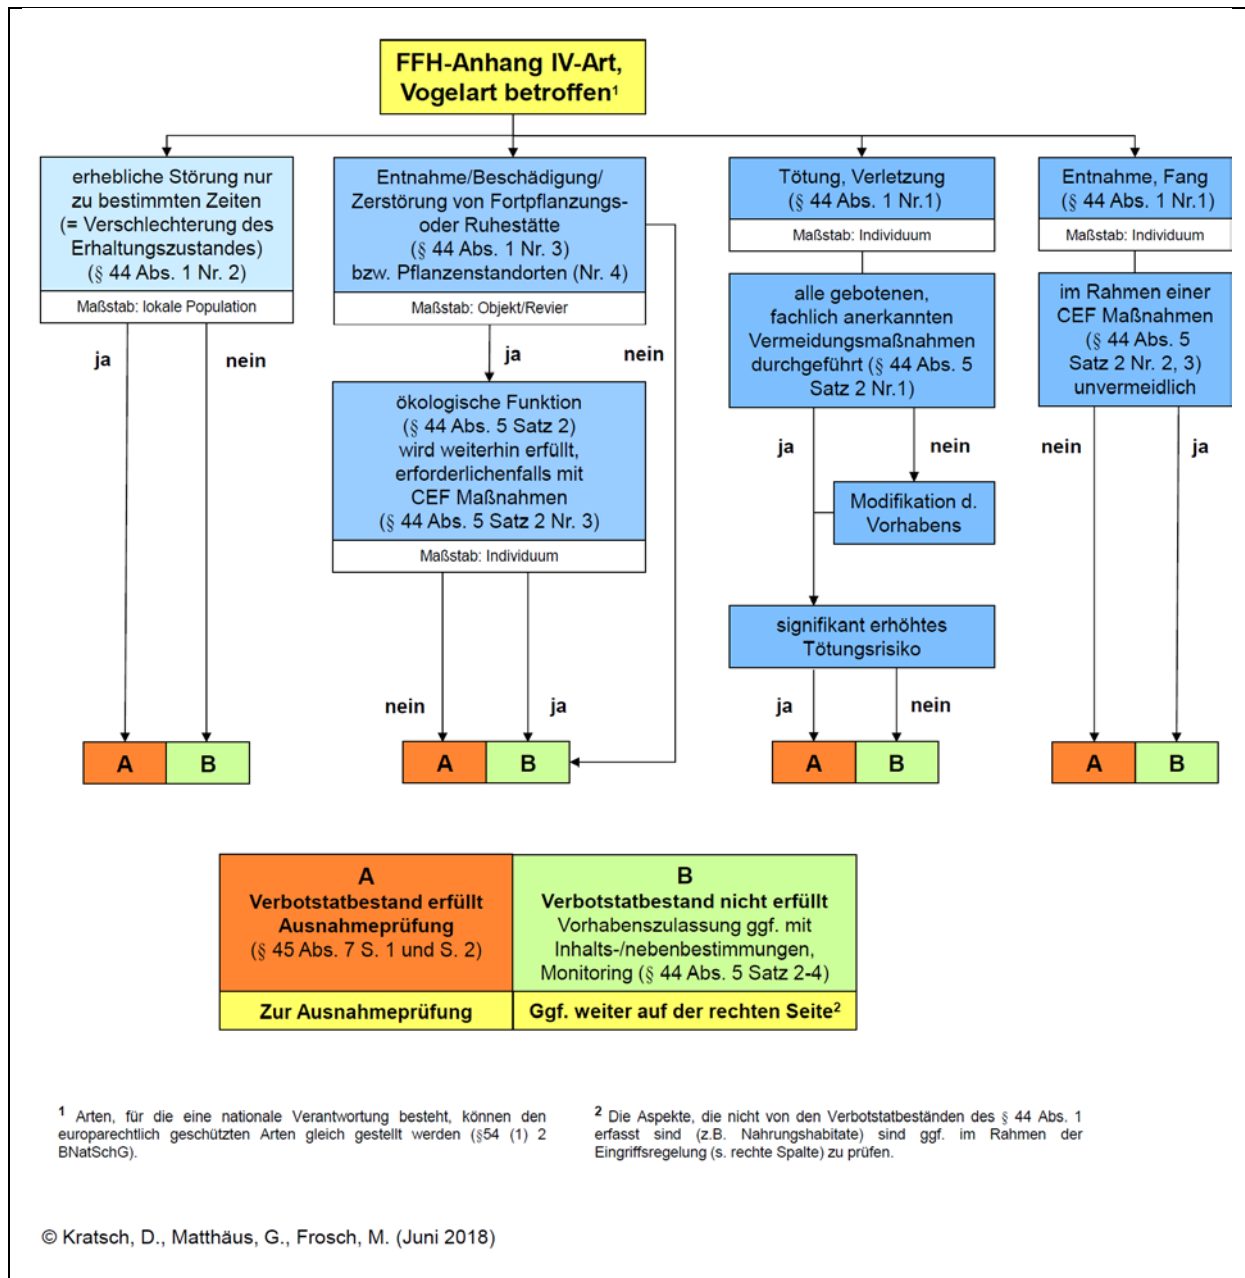 FFH-Anhang IV-Art,
Vogelart betroffen¹
erhebliche Störung nur
zu bestimmten Zeiten
(= Verschlechterung des
Erhaltungszustandes)
(§ 44 Abs. 1 Nr. 2)
Maßstab: lokale Population
ja
nein
A
B
Entnahme/Beschädigung/
Zerstörung von Fortpflanzungs-
oder Ruhestätte
(§ 44 Abs. 1 Nr. 3)
bzw. Pflanzenstandorten (Nr. 4)
Maßstab: Objekt/Revier
ja
nein
ökologische Funktion
(§ 44 Abs. 5 Satz 2)
wird weiterhin erfüllt,
erforderlichenfalls mit
CEF Maßnahmen
(§ 44 Abs. 5 Satz 2 Nr. 3)
Maßstab: Individuum
nein
ja
A
B
Tötung, Verletzung
(§ 44 Abs. 1 Nr.1)
Maßstab: Individuum
alle gebotenen,
fachlich anerkannten
Vermeidungsmaßnahmen
durchgeführt (§ 44 Abs. 5
Satz 2 Nr.1)
ja
nein
Modifikation d.
Vorhabens
signifikant erhöhtes
Tötungsrisiko
ja
nein
A
B
Entnahme, Fang
(§ 44 Abs. 1 Nr.1)
Maßstab: Individuum
im Rahmen einer
CEF Maßnahmen
(§ 44 Abs. 5
Satz 2 Nr. 2, 3)
unvermeidlich
nein
ja
A
B
A
Verbotstatbestand erfüllt
Ausnahmeprüfung
(§ 45 Abs. 7 S. 1 und S. 2)
Zur Ausnahmeprüfung
B
Verbotstatbestand nicht erfüllt
Vorhabenszulassung ggf. mit
Inhalts-/nebenbestimmungen,
Monitoring (§ 44 Abs. 5 Satz 2-4)
Ggf. weiter auf der rechten Seite²
¹ Arten, für die eine nationale Verantwortung besteht, können den
europarechtlich geschützten Arten gleich gestellt werden (§54 (1) 2
BNatSchG).
² Die Aspekte, die nicht von den Verbotstatbeständen des § 44 Abs. 1
erfasst sind (z.B. Nahrungshabitate) sind ggf. im Rahmen der
Eingriffsregelung (s. rechte Spalte) zu prüfen.
© Kratsch, D., Matthäus, G., Frosch, M. (Juni 2018)